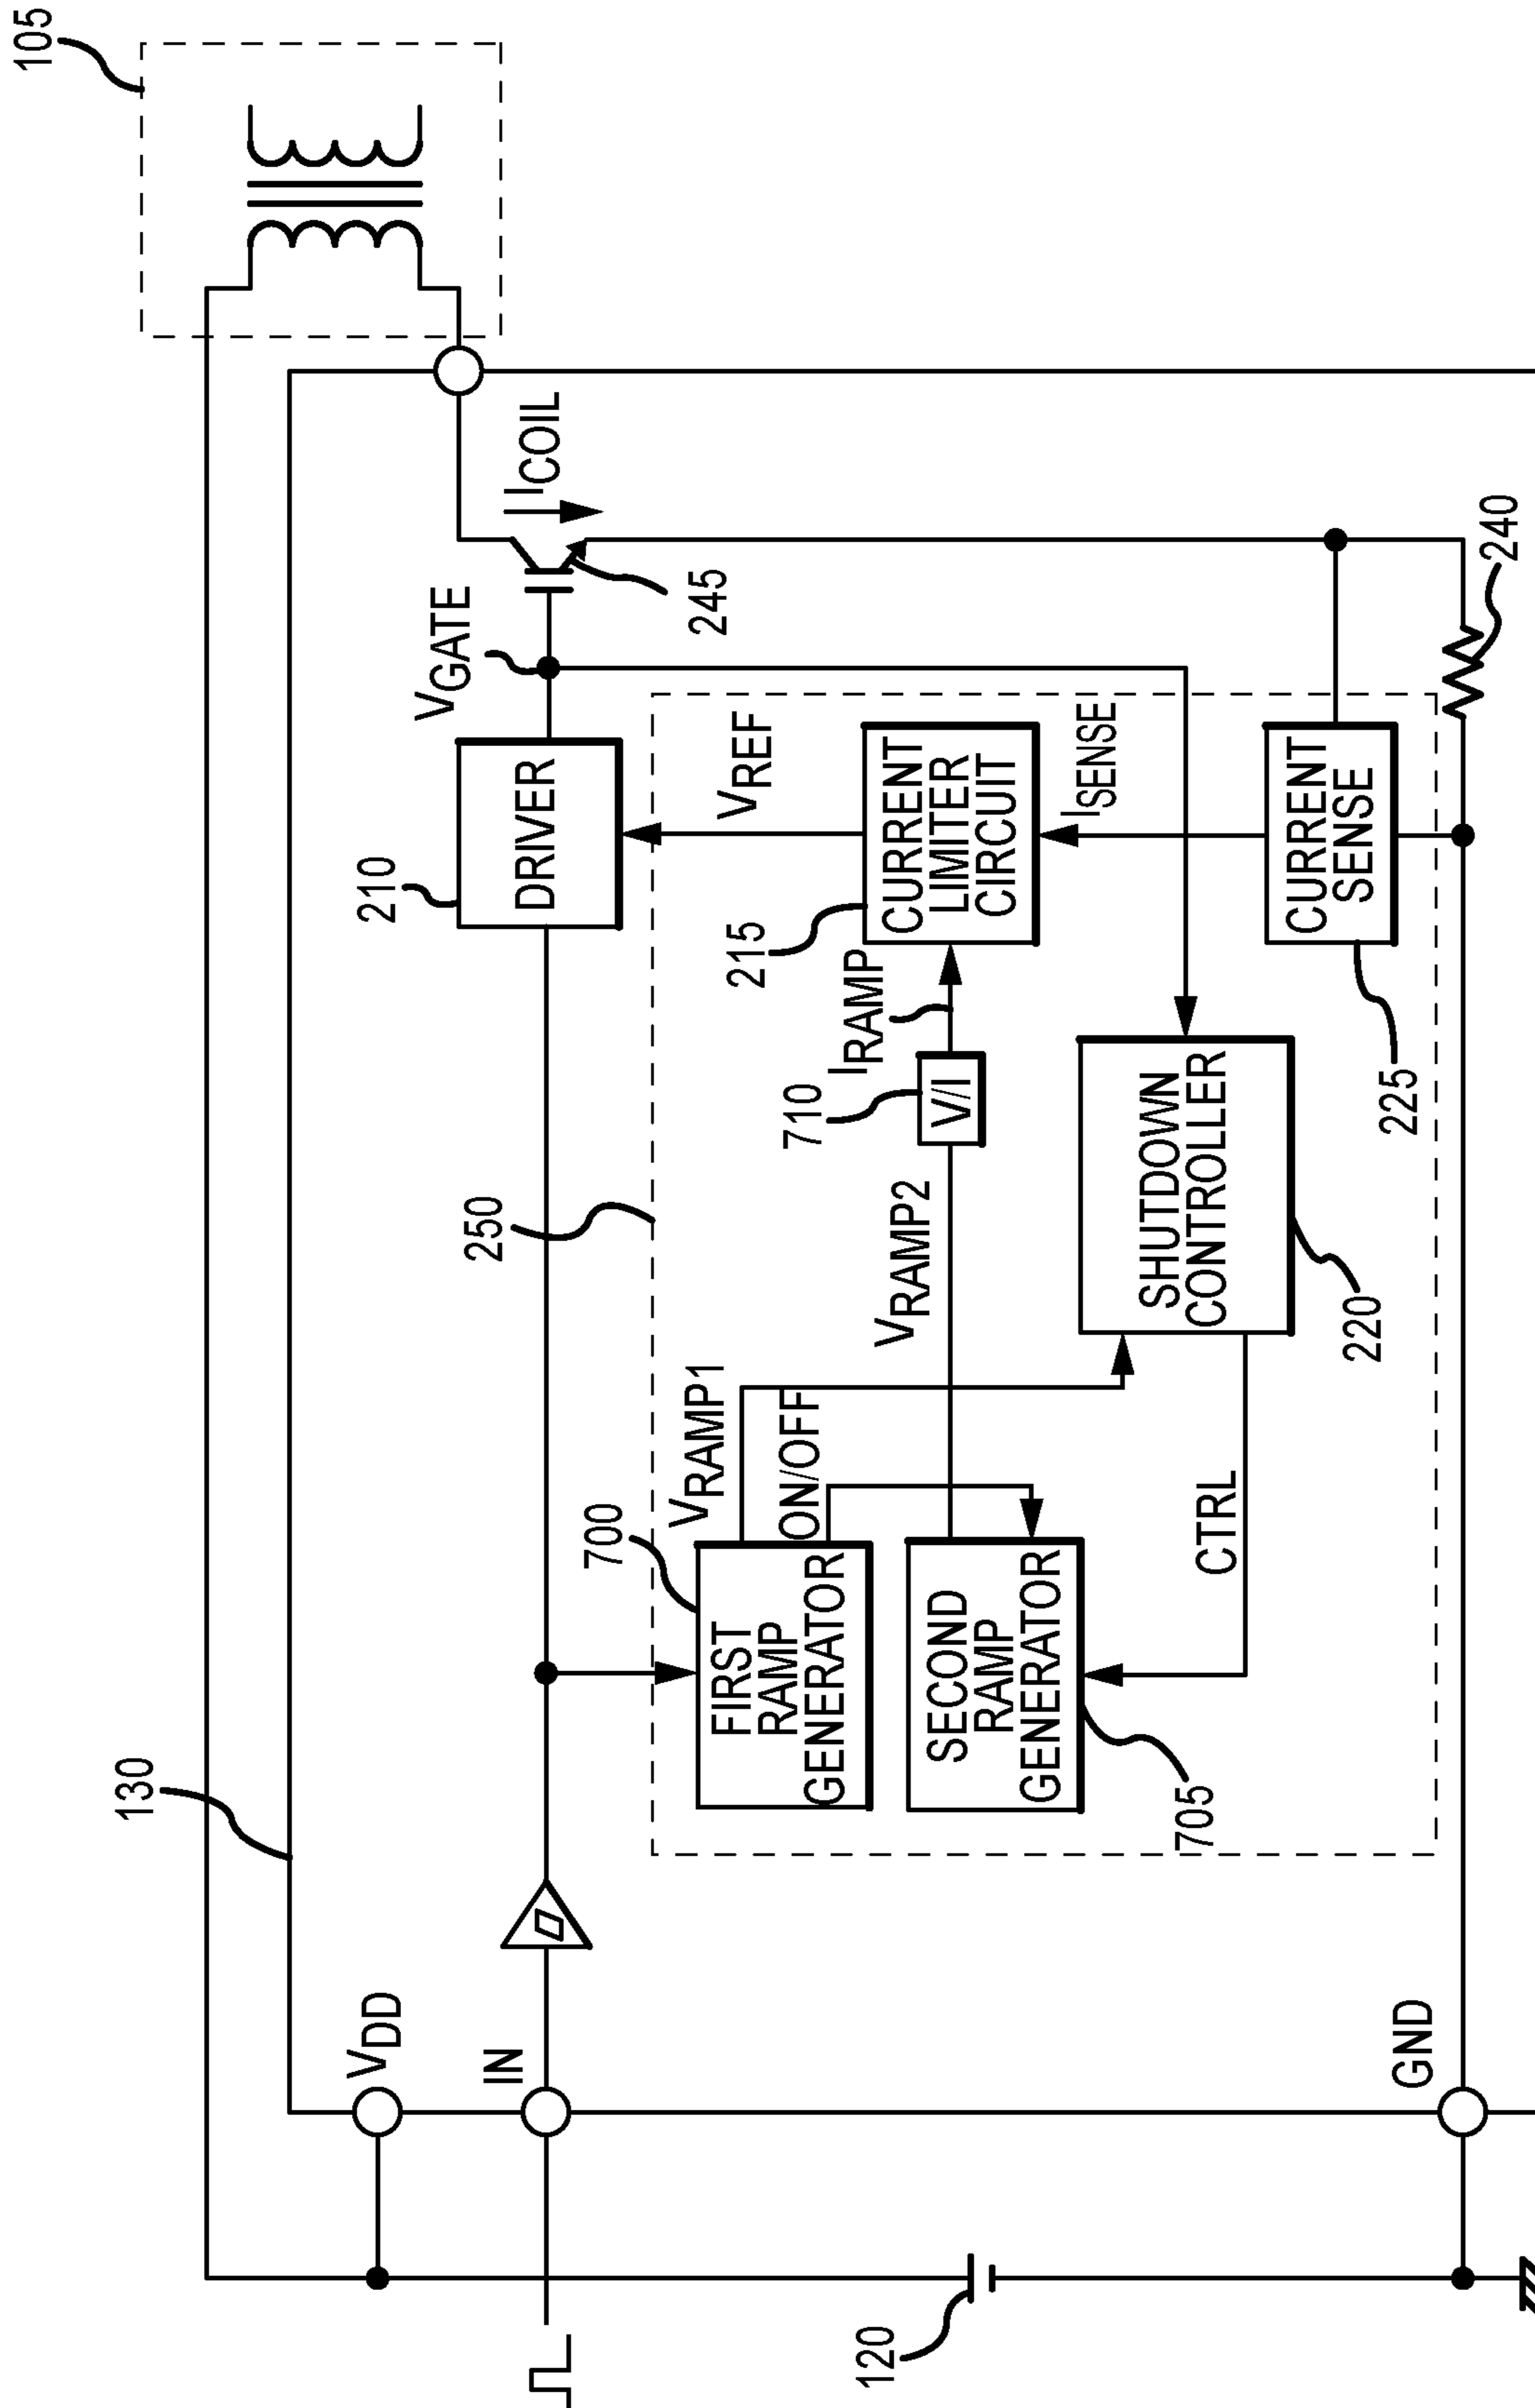 105
130
V_DD
IN
GND
120
250
210
DRIVER
V_GATE
I_COIL
245
V_REF
700
FIRST
RAMP
GENERATOR
V_RAMP1
ON/OFF
SECOND
RAMP
GENERATOR
705
V_RAMP2
710
V/I
I_RAMP
215
CURRENT
LIMITER
CIRCUIT
I_SENSE
CTRL
SHUTDOWN
CONTROLLER
220
CURRENT
SENSE
225
240